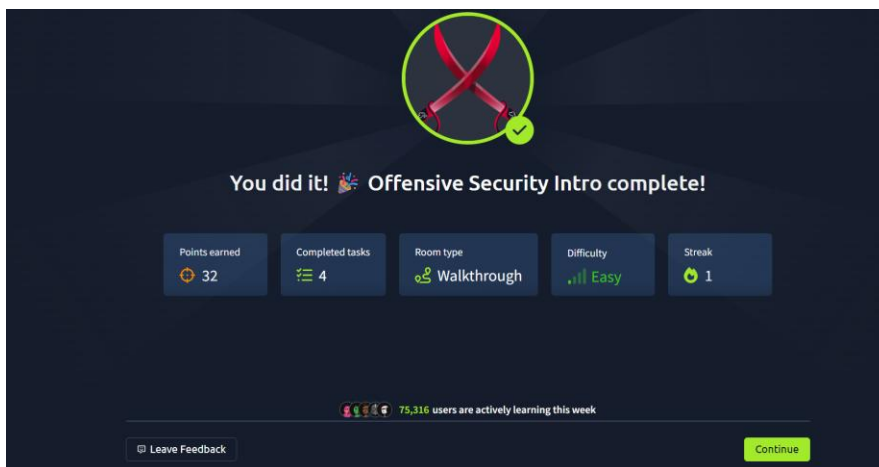 You did it! 🎉 Offensive Security Intro complete!
Points earned
32
Completed tasks
4
Room type
Walkthrough
Difficulty
Easy
Streak
1
75,316 users are actively learning this week
Leave Feedback
Continue